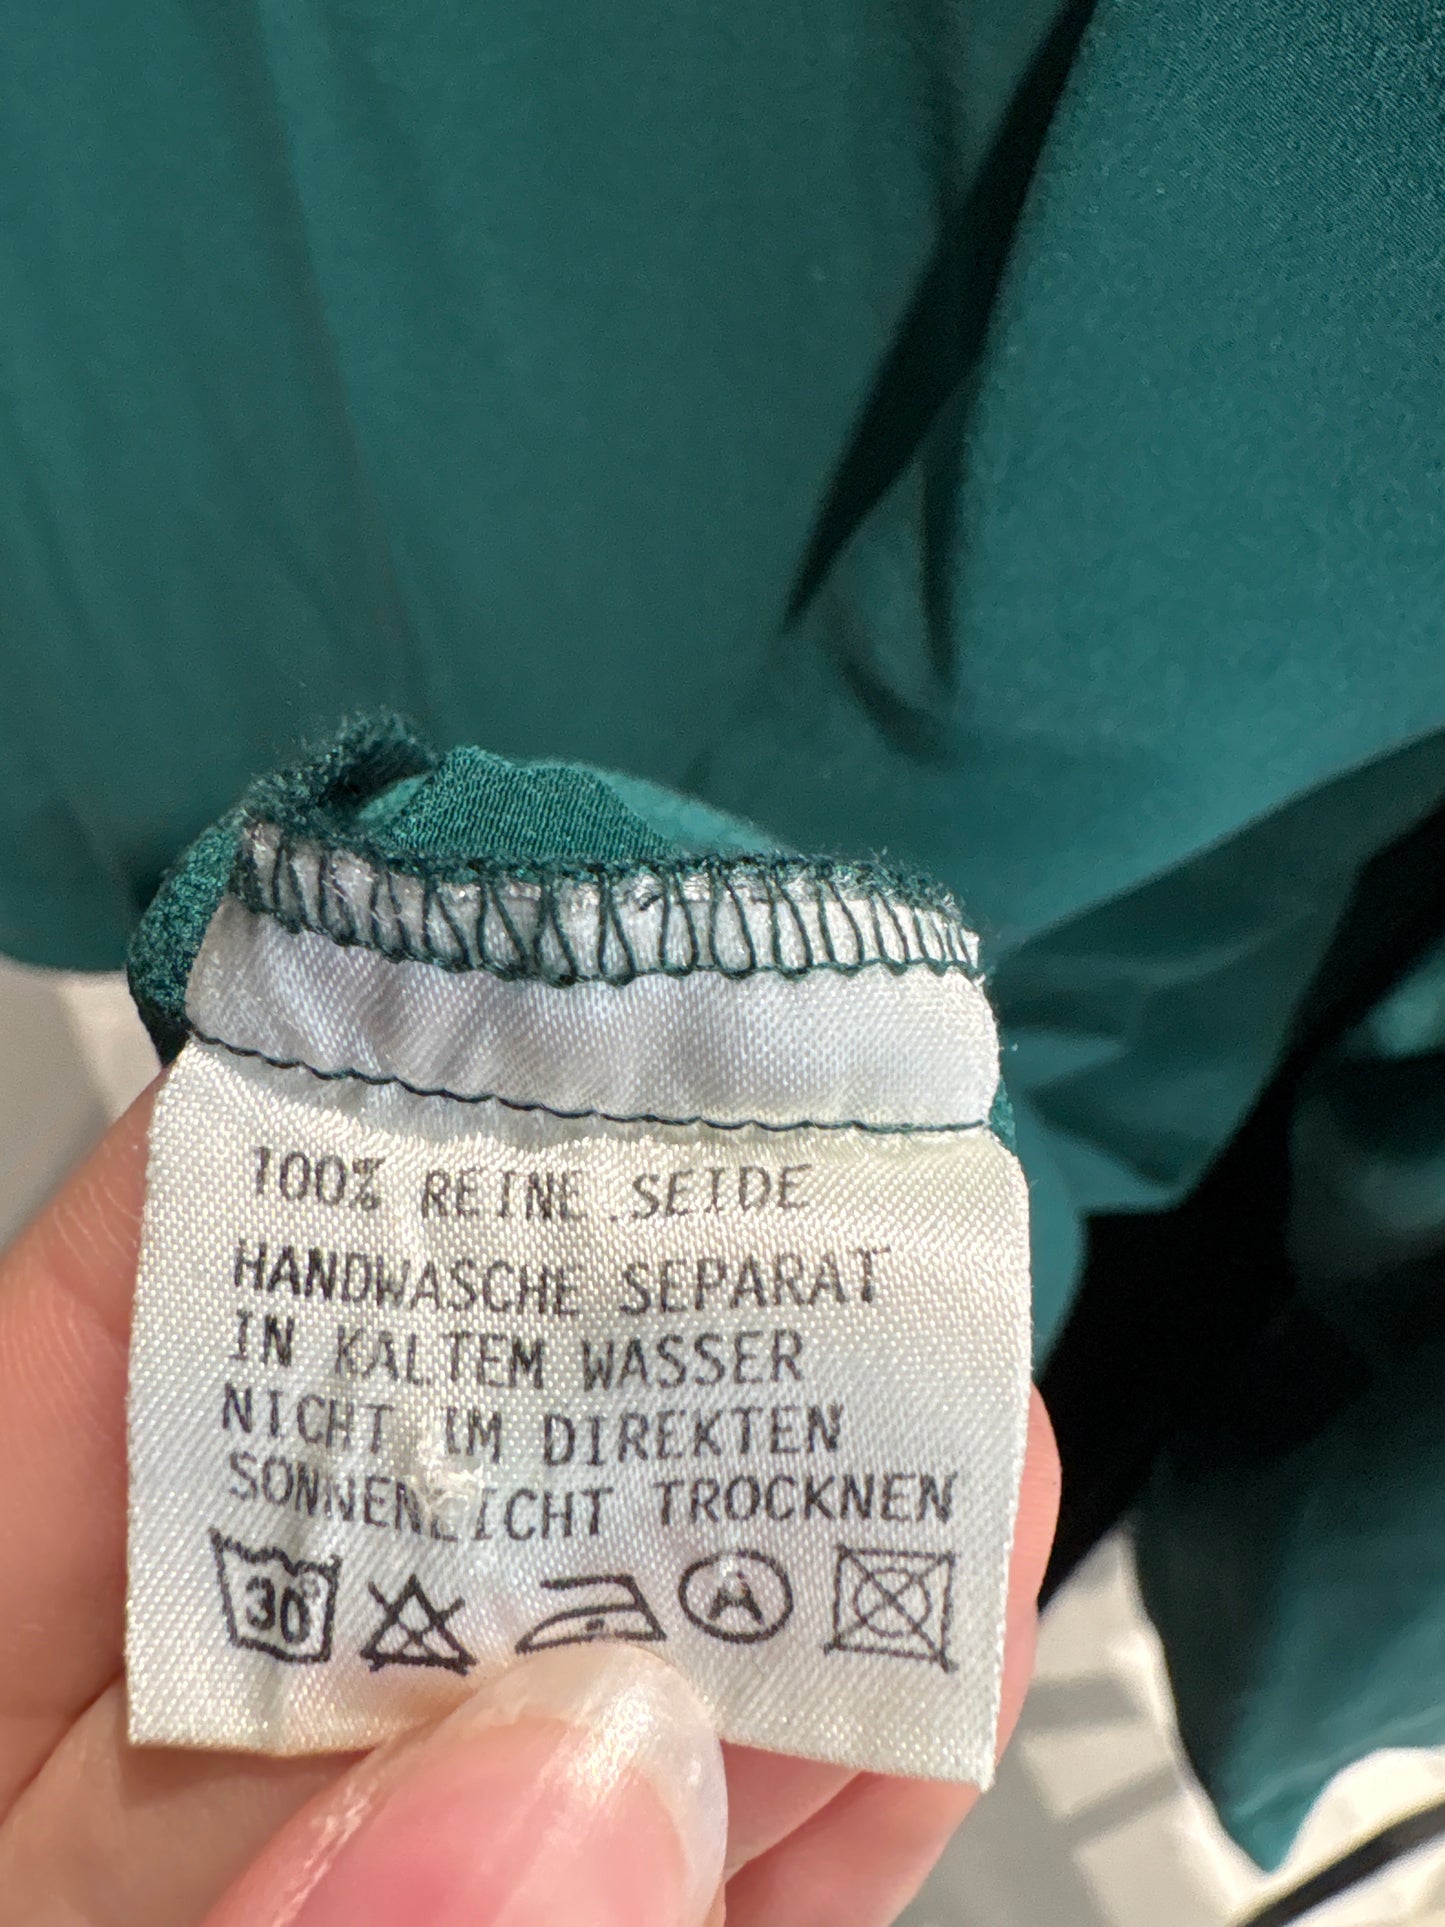 100% REINE SEIDE
HANDWASCHE SEPARAT
IN KALTEM WASSER
NICHT IM DIREKTEN
SONNENLICHT TROCKNEN
30° A